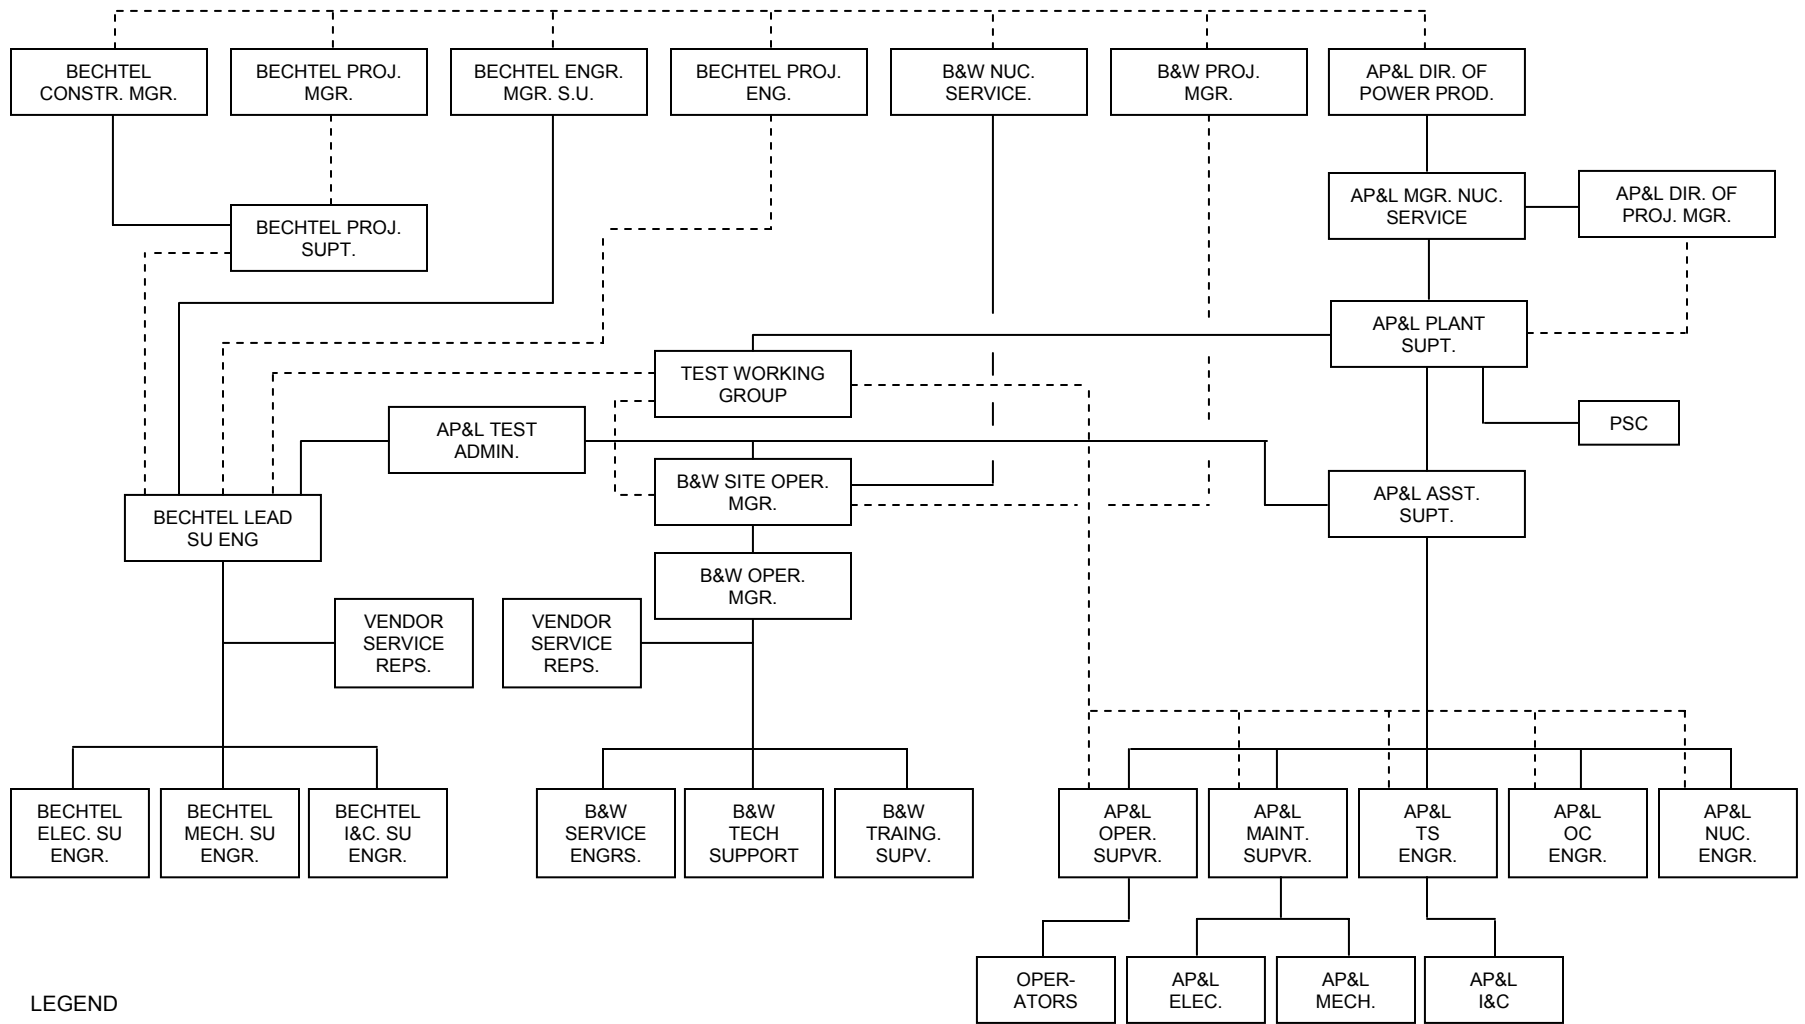 BECHTEL
CONSTR. MGR.
BECHTEL PROJ.
MGR.
BECHTEL ENGR.
MGR. S.U.
BECHTEL PROJ.
ENG.
B&W NUC.
SERVICE.
B&W PROJ.
MGR.
AP&L DIR. OF
POWER PROD.
AP&L MGR. NUC.
SERVICE
AP&L DIR. OF
PROJ. MGR.
BECHTEL PROJ.
SUPT.
AP&L PLANT
SUPT.
TEST WORKING
GROUP
PSC
AP&L TEST
ADMIN.
B&W SITE OPER.
MGR.
AP&L ASST.
SUPT.
BECHTEL LEAD
SU ENG
B&W OPER.
MGR.
VENDOR
SERVICE
REPS.
VENDOR
SERVICE
REPS.
BECHTEL
ELEC. SU
ENGR.
BECHTEL
MECH. SU
ENGR.
BECHTEL
I&C. SU
ENGR.
B&W
SERVICE
ENGRS.
B&W
TECH
SUPPORT
B&W
TRAING.
SUPV.
AP&L
OPER.
SUPVR.
AP&L
MAINT.
SUPVR.
AP&L
TS
ENGR.
AP&L
OC
ENGR.
AP&L
NUC.
ENGR.
OPER-
ATORS
AP&L
ELEC.
AP&L
MECH.
AP&L
I&C
LEGEND